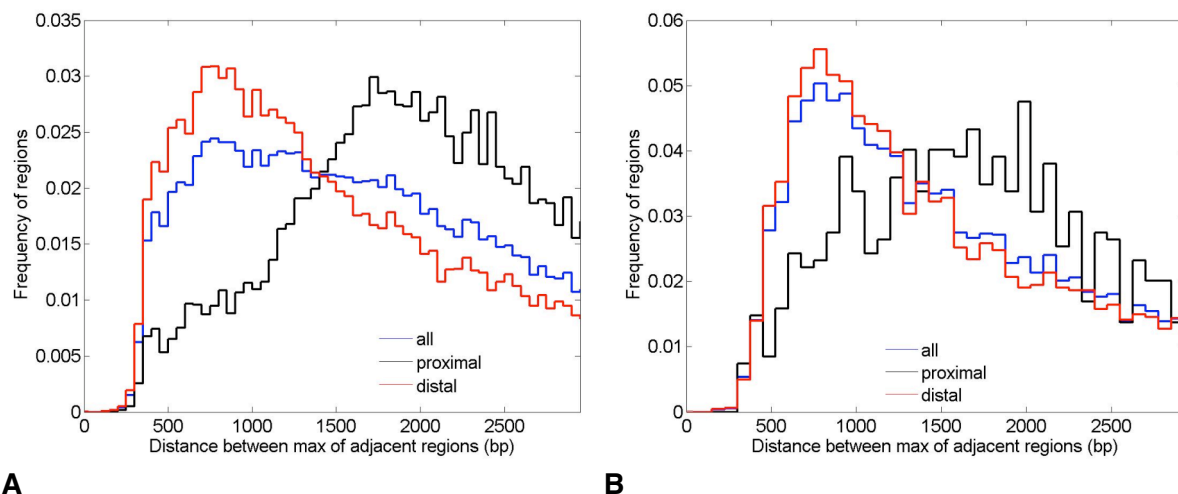 0.035
0.03
0.025
0.02
0.015
0.01
0.005
0
Frequency of regions
0 500 1000 1500 2000 2500
Distance between max of adjacent regions (bp)
all
proximal
distal
A
0.06
0.05
0.04
0.03
0.02
0.01
0
Frequency of regions
0 500 1000 1500 2000 2500
Distance between max of adjacent regions (bp)
all
proximal
distal
B